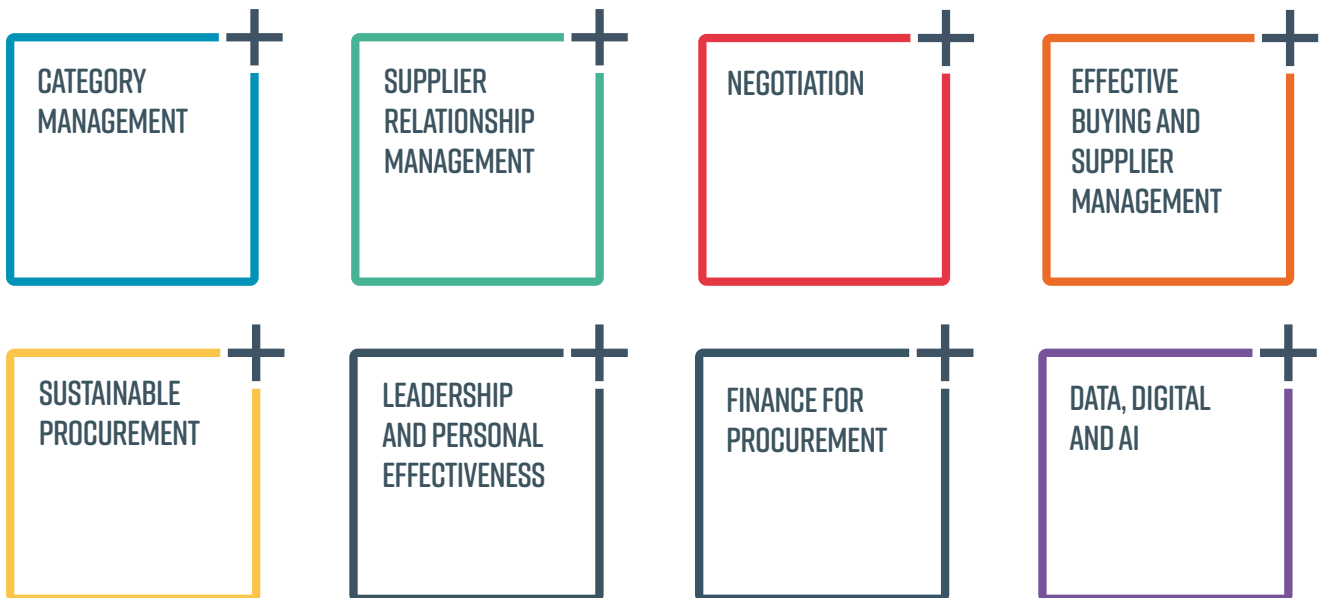 CATEGORY
MANAGEMENT
SUPPLIER
RELATIONSHIP
MANAGEMENT
NEGOTIATION
EFFECTIVE
BUYING AND
SUPPLIER
MANAGEMENT
SUSTAINABLE
PROCUREMENT
LEADERSHIP
AND PERSONAL
EFFECTIVENESS
FINANCE FOR
PROCUREMENT
DATA, DIGITAL
AND AI